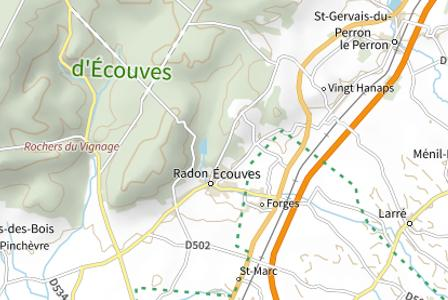 St-Gervais-du-
Perron
le Perron
d'Écouves
Vingt Hanaps
Rochers du Vignage
Ménil-
Radon Écouves
Forges
Larré
s-des-Bois
Pinchèvre
D502
St-Marc
D534